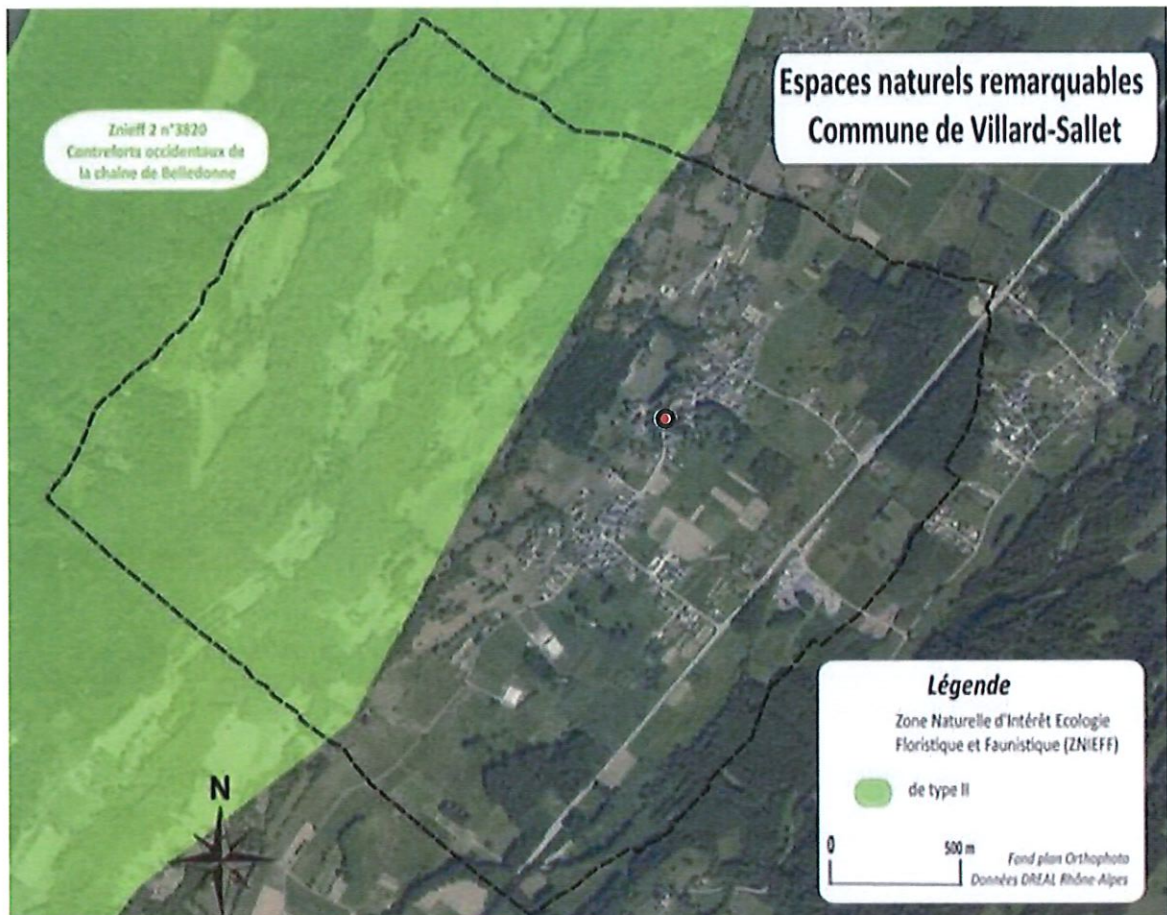 Espaces naturels remarquables
Commune de Villard-Sallet
Znieff 2 n°3820
Contreforts occidentaux de
la chaîne de Belledonne
Légende
Zone Naturelle d'Intérêt Ecologie
Floristique et Faunistique (ZNIEFF)
de type II
N
0 500 m
Fond plan Orthophoto
Données DREAL Rhône-Alpes